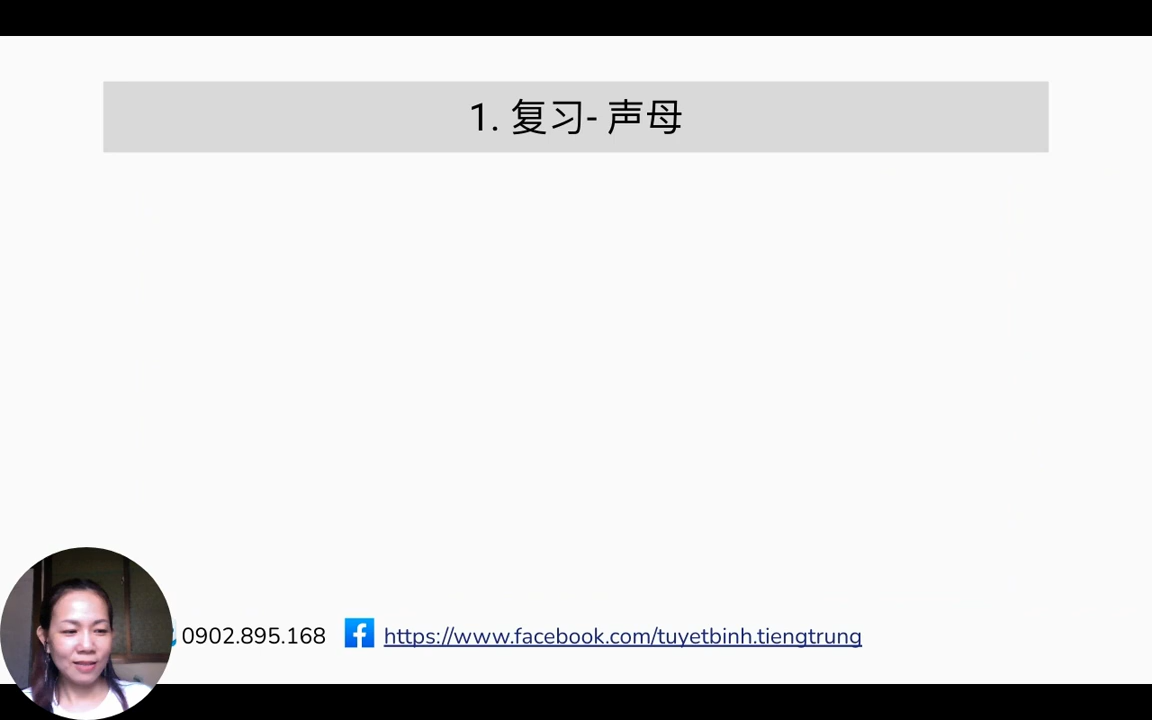 1. 复习- 声母
0902.895.168 https://www.facebook.com/tuyetbinh.tiengtrung